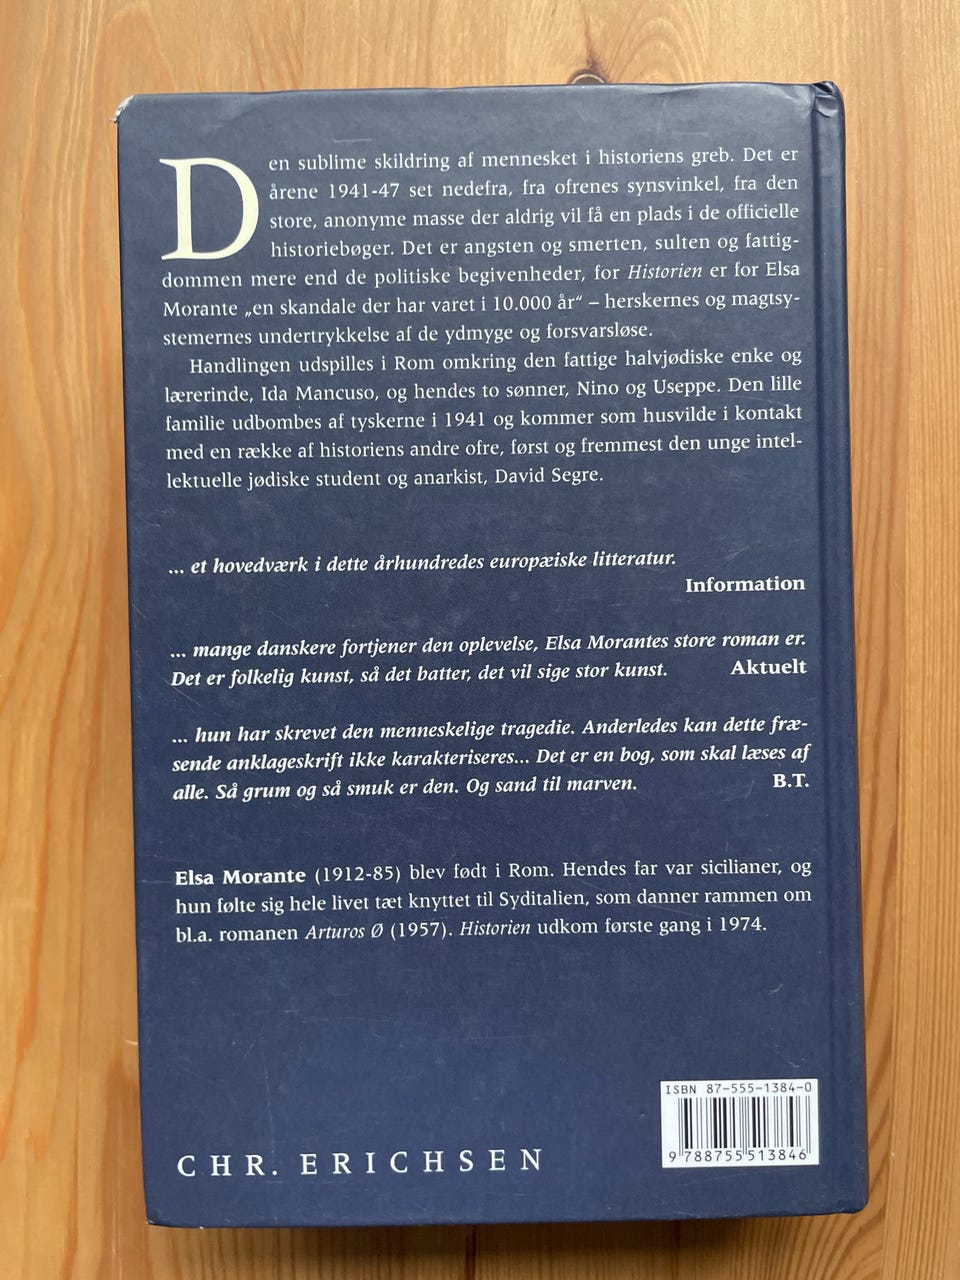 Den sublime skildring af mennesket i historiens greb. Det er
årene 1941-47 set nedefra, fra ofrenes synsvinkel, fra den
store, anonyme masse der aldrig vil få en plads i de officielle
historiebøger. Det er angsten og smerten, sulten og fattig-
dommen mere end de politiske begivenheder, for Historien er for Elsa
Morante „en skandale der har varet i 10.000 år“ – herskernes og magtsy-
stemernes undertrykkelse af de ydmyge og forsvarsløse.
Handlingen udspilles i Rom omkring den fattige halvjødiske enke og
lærerinde, Ida Mancuso, og hendes to sønner, Nino og Useppe. Den lille
familie udbombes af tyskerne i 1941 og kommer som husvilde i kontakt
med en række af historiens andre ofre, først og fremmest den unge intel-
lektuelle jødiske student og anarkist, David Segre.
... et hovedværk i dette århundredes europæiske litteratur.
Information
... mange danskere fortjener den oplevelse, Elsa Morantes store roman er.
Det er folkelig kunst, så det batter, det vil sige stor kunst. Aktuelt
... hun har skrevet den menneskelige tragedie. Anderledes kan dette fræ-
sende anklageskrift ikke karakteriseres... Det er en bog, som skal læses af
alle. Så grum og så smuk er den. Og sand til marven. B.T.
Elsa Morante (1912-85) blev født i Rom. Hendes far var sicilianer, og
hun følte sig hele livet tæt knyttet til Syditalien, som danner rammen om
bl.a. romanen Arturos Ø (1957). Historien udkom første gang i 1974.
ISBN 87-555-1384-0
9 788755 513846
CHR. ERICHSEN